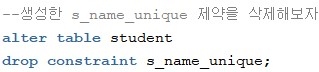 --생성한 s_name_unique 제약을 삭제해보자
alter table student
drop constraint s_name_unique;